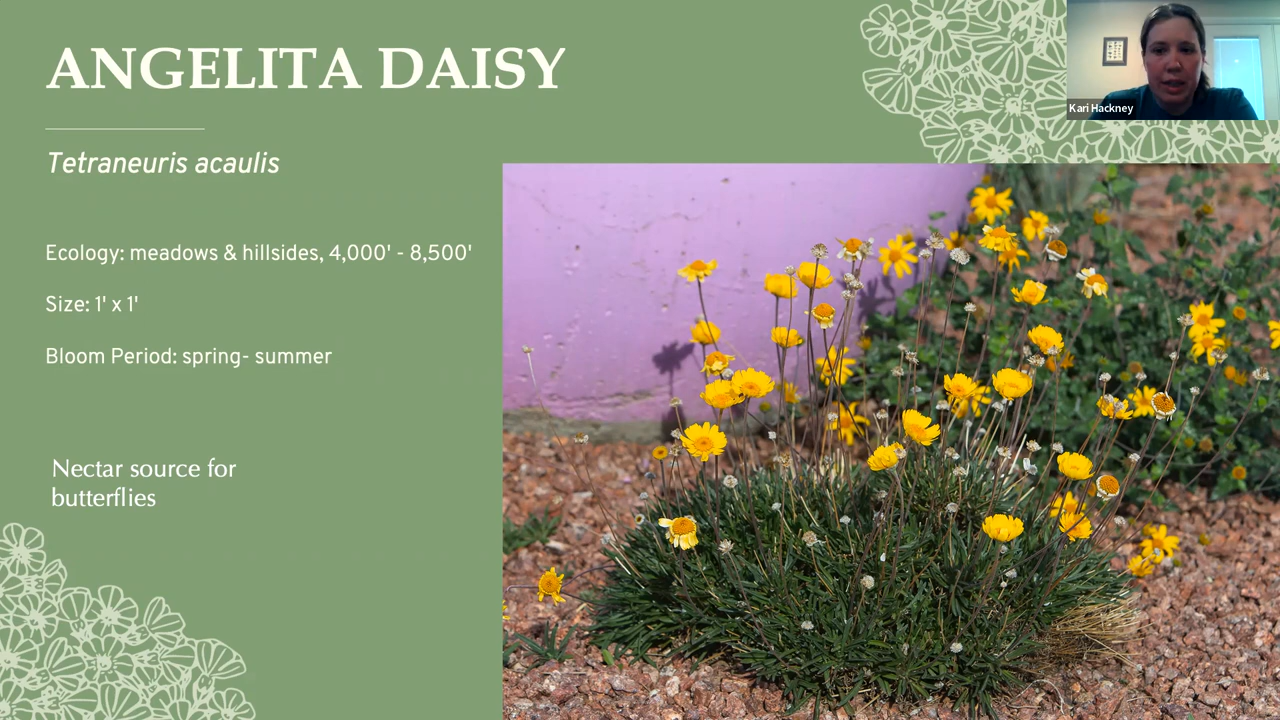 ANGELITA DAISY
Kari Hackney
Tetraneuris acaulis
Ecology: meadows & hillsides, 4,000' - 8,500'
Size: 1' x 1'
Bloom Period: spring- summer
Nectar source for
butterflies